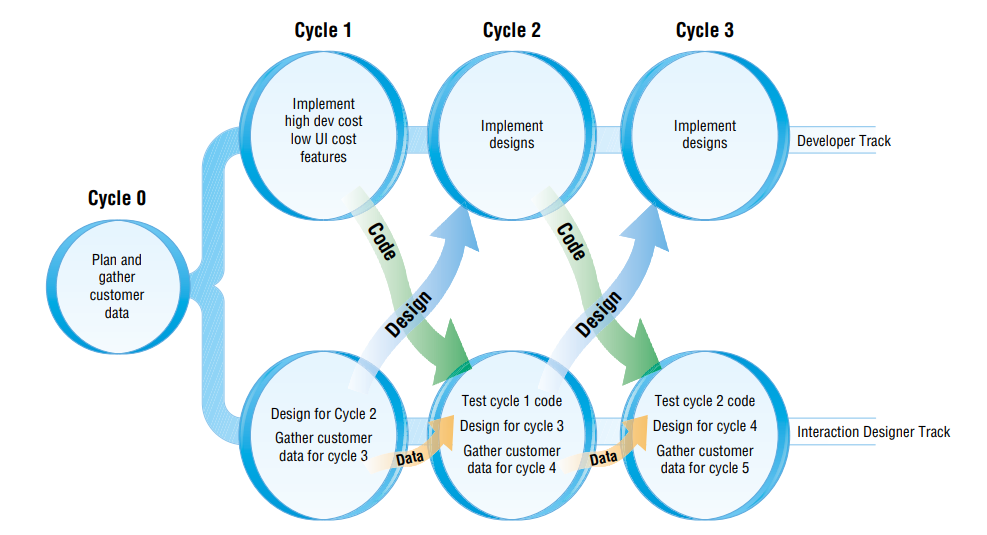 Cycle 1
Cycle 2
Cycle 3
Implement
high dev cost
low UI cost
features
Implement
designs
Implement
designs
Developer Track
Cycle 0
Plan and
gather
customer
data
Code
Design
Code
Design
Design for Cycle 2
Gather customer
data for cycle 3
Data
Test cycle 1 code
Design for cycle 3
Gather customer
data for cycle 4
Data
Test cycle 2 code
Design for cycle 4
Gather customer
data for cycle 5
Interaction Designer Track